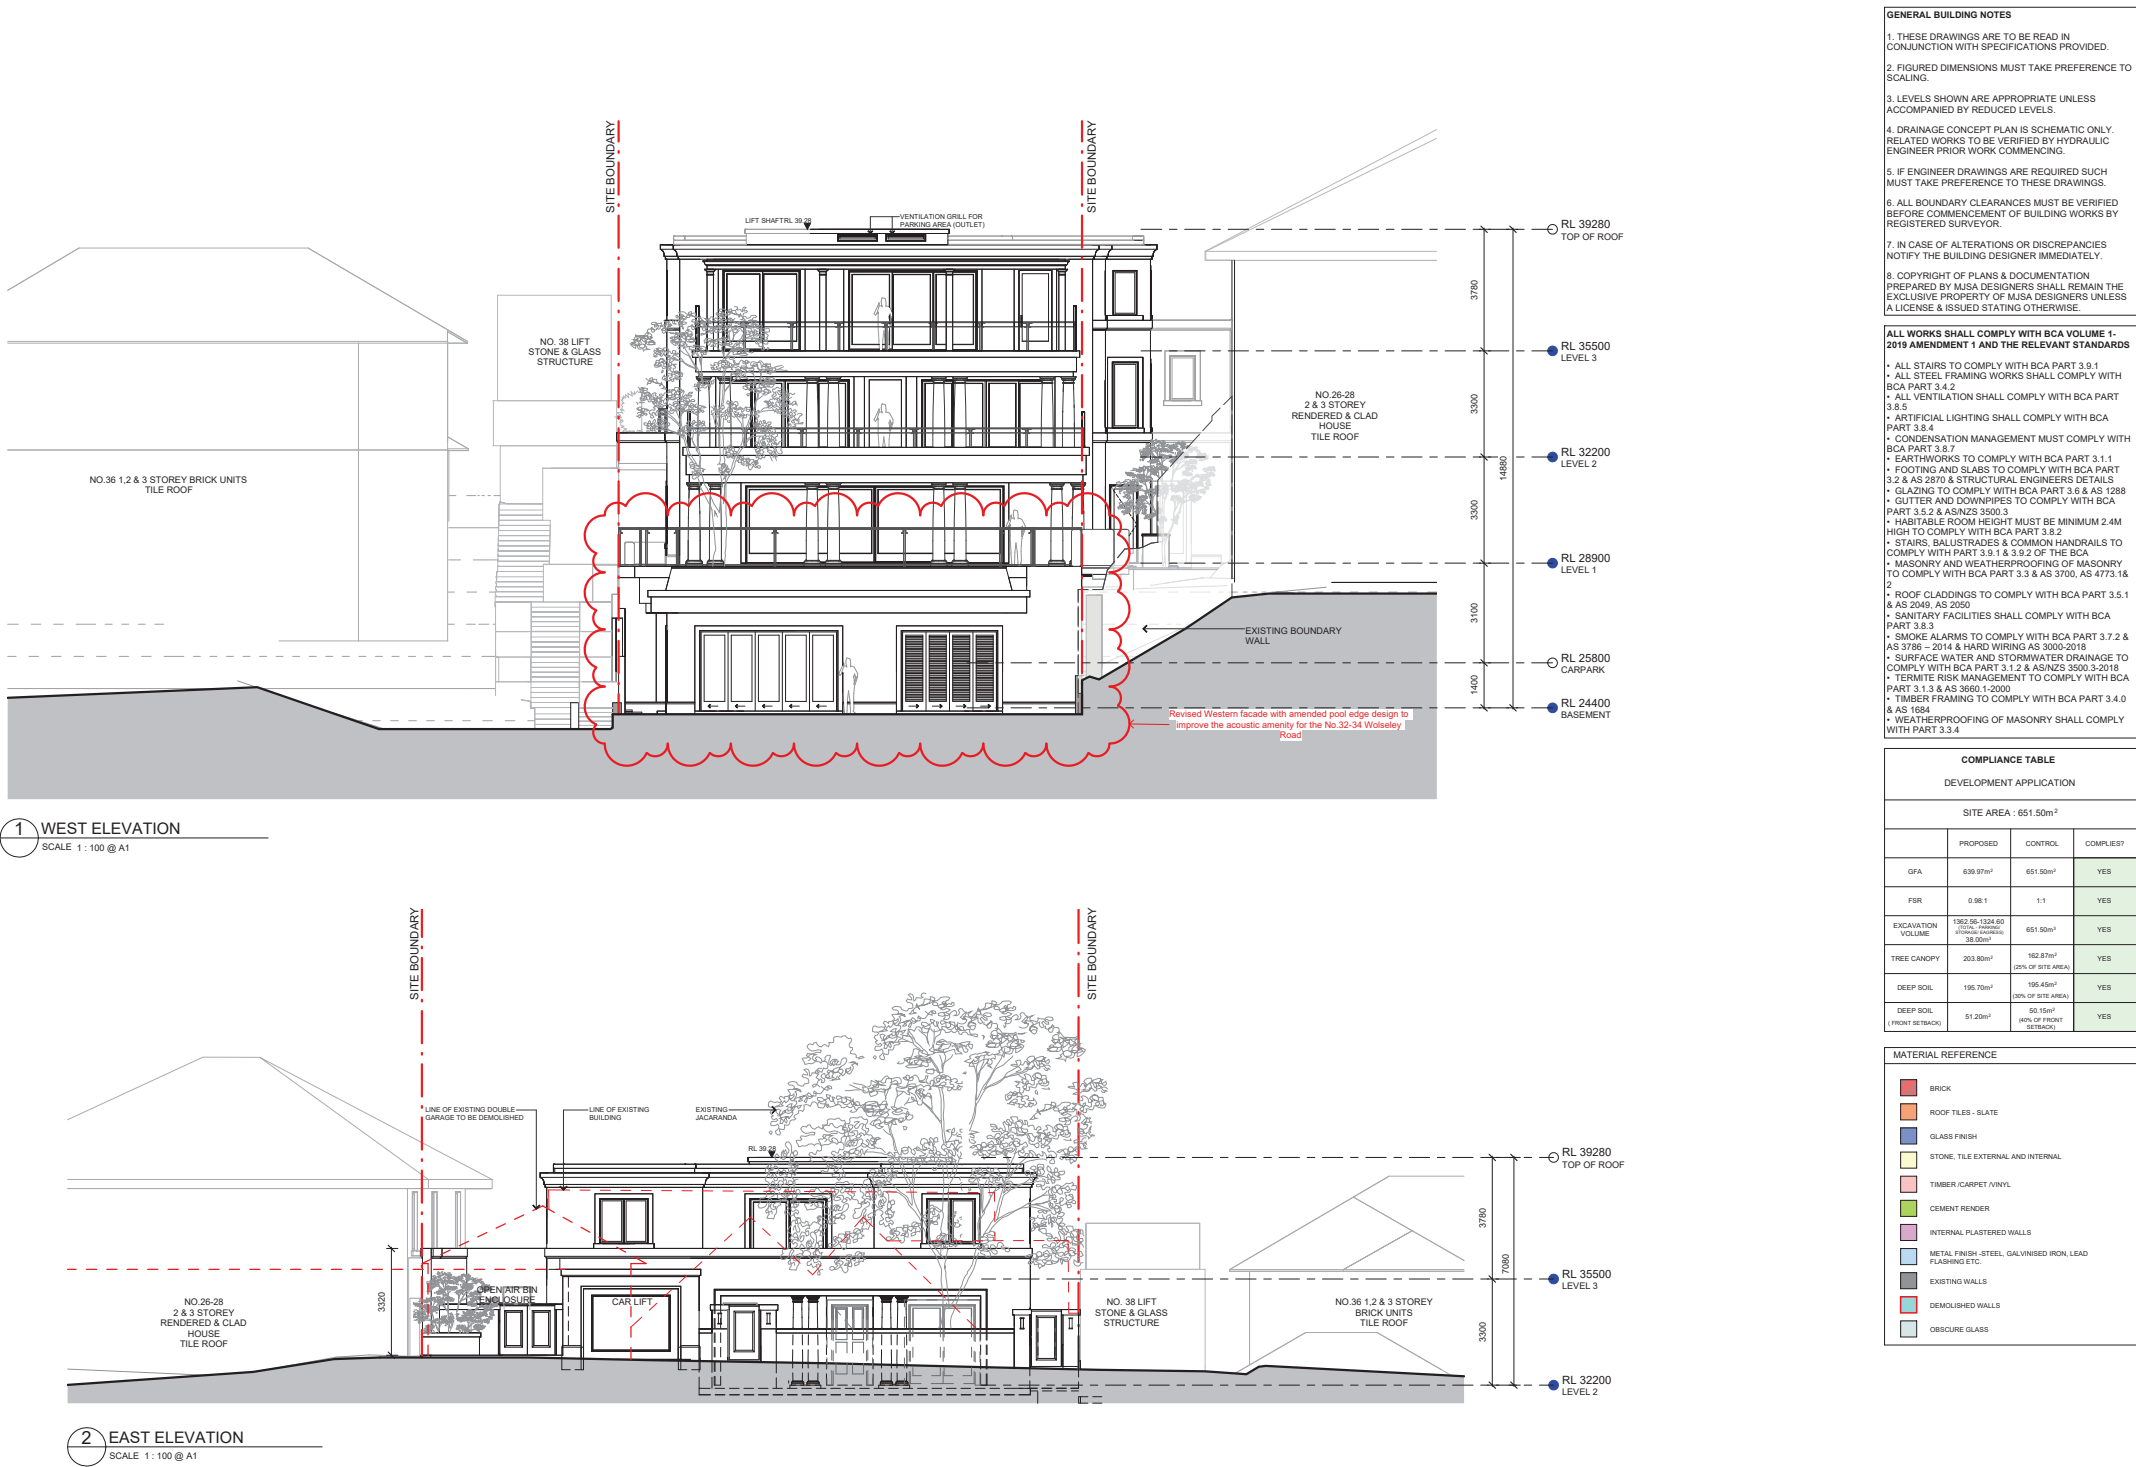 SITE BOUNDARY
SITE BOUNDARY
LIFT SHAFTRL 39.28
VENTILATION GRILL FOR
PARKING AREA (OUTLET)
NO. 38 LIFT
STONE & GLASS
STRUCTURE
NO.36 1,2 & 3 STOREY BRICK UNITS
TILE ROOF
NO.26-28
2 & 3 STOREY
RENDERED & CLAD
HOUSE
TILE ROOF
EXISTING BOUNDARY
WALL
Revised Western facade with amended pool edge design to
improve the acoustic amenity for the No.32-34 Wolseley
Road
3780
3300
3300
3100
1400
14880
RL 39280
TOP OF ROOF
RL 35500
LEVEL 3
RL 32200
LEVEL 2
RL 28900
LEVEL 1
RL 25800
CARPARK
RL 24400
BASEMENT
1 WEST ELEVATION
SCALE 1 : 100 @ A1
SITE BOUNDARY
SITE BOUNDARY
LINE OF EXISTING DOUBLE
GARAGE TO BE DEMOLISHED
LINE OF EXISTING
BUILDING
EXISTING
JACARANDA
RL 39.28
3320
OPEN AIR BIN
ENCLOSURE
CAR LIFT
NO.26-28
2 & 3 STOREY
RENDERED & CLAD
HOUSE
TILE ROOF
NO. 38 LIFT
STONE & GLASS
STRUCTURE
NO.36 1,2 & 3 STOREY
BRICK UNITS
TILE ROOF
3780
3300
7080
RL 39280
TOP OF ROOF
RL 35500
LEVEL 3
RL 32200
LEVEL 2
2 EAST ELEVATION
SCALE 1 : 100 @ A1
GENERAL BUILDING NOTES
1. THESE DRAWINGS ARE TO BE READ IN
CONJUNCTION WITH SPECIFICATIONS PROVIDED.
2. FIGURED DIMENSIONS MUST TAKE PREFERENCE TO
SCALING.
3. LEVELS SHOWN ARE APPROPRIATE UNLESS
ACCOMPANIED BY REDUCED LEVELS.
4. DRAINAGE CONCEPT PLAN IS SCHEMATIC ONLY.
RELATED WORKS TO BE VERIFIED BY HYDRAULIC
ENGINEER PRIOR WORK COMMENCING.
5. IF ENGINEER DRAWINGS ARE REQUIRED SUCH
MUST TAKE PREFERENCE TO THESE DRAWINGS.
6. ALL BOUNDARY CLEARANCES MUST BE VERIFIED
BEFORE COMMENCEMENT OF BUILDING WORKS BY
REGISTERED SURVEYOR.
7. IN CASE OF ALTERATIONS OR DISCREPANCIES
NOTIFY THE BUILDING DESIGNER IMMEDIATELY.
8. COPYRIGHT OF PLANS & DOCUMENTATION
PREPARED BY MJSA DESIGNERS SHALL REMAIN THE
EXCLUSIVE PROPERTY OF MJSA DESIGNERS UNLESS
A LICENSE & ISSUED STATING OTHERWISE.
ALL WORKS SHALL COMPLY WITH BCA VOLUME 1-
2019 AMENDMENT 1 AND THE RELEVANT STANDARDS
• ALL STAIRS TO COMPLY WITH BCA PART 3.9.1
• ALL STEEL FRAMING WORKS SHALL COMPLY WITH
BCA PART 3.4.2
• ALL VENTILATION SHALL COMPLY WITH BCA PART
3.8.5
• ARTIFICIAL LIGHTING SHALL COMPLY WITH BCA
PART 3.8.4
• CONDENSATION MANAGEMENT MUST COMPLY WITH
BCA PART 3.8.7
• EARTHWORKS TO COMPLY WITH BCA PART 3.1.1
• FOOTING AND SLABS TO COMPLY WITH BCA PART
3.2 & AS 2870 & STRUCTURAL ENGINEERS DETAILS
• GLAZING TO COMPLY WITH BCA PART 3.6 & AS 1288
• GUTTER AND DOWNPIPES TO COMPLY WITH BCA
PART 3.5.2 & AS/NZS 3500.3
• HABITABLE ROOM HEIGHT MUST BE MINIMUM 2.4M
HIGH TO COMPLY WITH BCA PART 3.8.2
• STAIRS, BALUSTRADES & COMMON HANDRAILS TO
COMPLY WITH PART 3.9.1 & 3.9.2 OF THE BCA
• MASONRY AND WEATHERPROOFING OF MASONRY
TO COMPLY WITH BCA PART 3.3 & AS 3700, AS 4773.1&
2
• ROOF CLADDINGS TO COMPLY WITH BCA PART 3.5.1
& AS 2049, AS 2050
• SANITARY FACILITIES SHALL COMPLY WITH BCA
PART 3.8.3
• SMOKE ALARMS TO COMPLY WITH BCA PART 3.7.2 &
AS 3786 – 2014 & HARD WIRING AS 3000-2018
• SURFACE WATER AND STORMWATER DRAINAGE TO
COMPLY WITH BCA PART 3.1.2 & AS/NZS 3500.3-2018
• TERMITE RISK MANAGEMENT TO COMPLY WITH BCA
PART 3.1.3 & AS 3660.1-2000
• TIMBER FRAMING TO COMPLY WITH BCA PART 3.4.0
& AS 1684
• WEATHERPROOFING OF MASONRY SHALL COMPLY
WITH PART 3.3.4
COMPLIANCE TABLE
DEVELOPMENT APPLICATION
SITE AREA : 651.50m²
PROPOSED CONTROL COMPLIES?
GFA 639.97m² 651.50m² YES
FSR 0.98:1 1:1 YES
EXCAVATION VOLUME 1362.56-1324.60 (TOTAL - PARKING/ STORAGE/ EAGRESS) 38.00m³ 651.50m³ YES
TREE CANOPY 203.80m² 162.87m² (25% OF SITE AREA) YES
DEEP SOIL 195.70m² 195.45m² (30% OF SITE AREA) YES
DEEP SOIL ( FRONT SETBACK) 51.20m² 50.15m² (40% OF FRONT SETBACK) YES
MATERIAL REFERENCE
BRICK
ROOF TILES - SLATE
GLASS FINISH
STONE, TILE EXTERNAL AND INTERNAL
TIMBER /CARPET /VINYL
CEMENT RENDER
INTERNAL PLASTERED WALLS
METAL FINISH -STEEL, GALVINISED IRON, LEAD
FLASHING ETC.
EXISTING WALLS
DEMOLISHED WALLS
OBSCURE GLASS